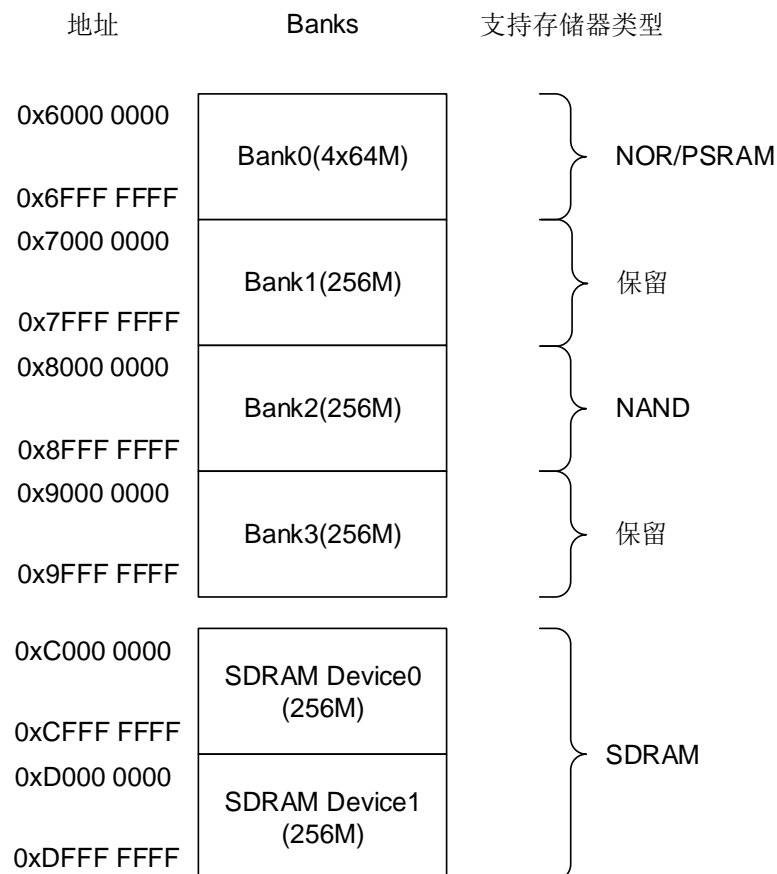 地址 Banks 支持存储器类型
0x6000 0000
Bank0(4x64M) NOR/PSRAM
0x6FFF FFFF
0x7000 0000
Bank1(256M) 保留
0x7FFF FFFF
0x8000 0000
Bank2(256M) NAND
0x8FFF FFFF
0x9000 0000
Bank3(256M) 保留
0x9FFF FFFF
0xC000 0000
SDRAM Device0
(256M)
0xCFFF FFFF
SDRAM
0xD000 0000
SDRAM Device1
(256M)
0xDFFF FFFF